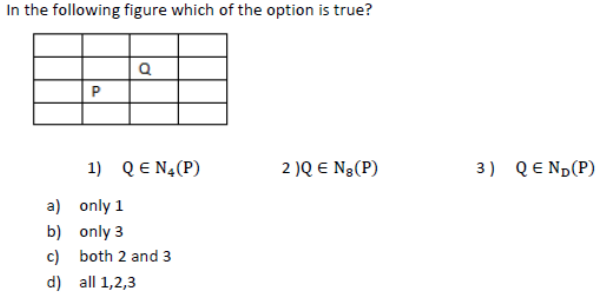 In the following figure which of the option is true?
Q
P
1) Q ∈ N₄(P) 2 )Q ∈ N₈(P) 3 ) Q ∈ N_D(P)
a) only 1
b) only 3
c) both 2 and 3
d) all 1,2,3